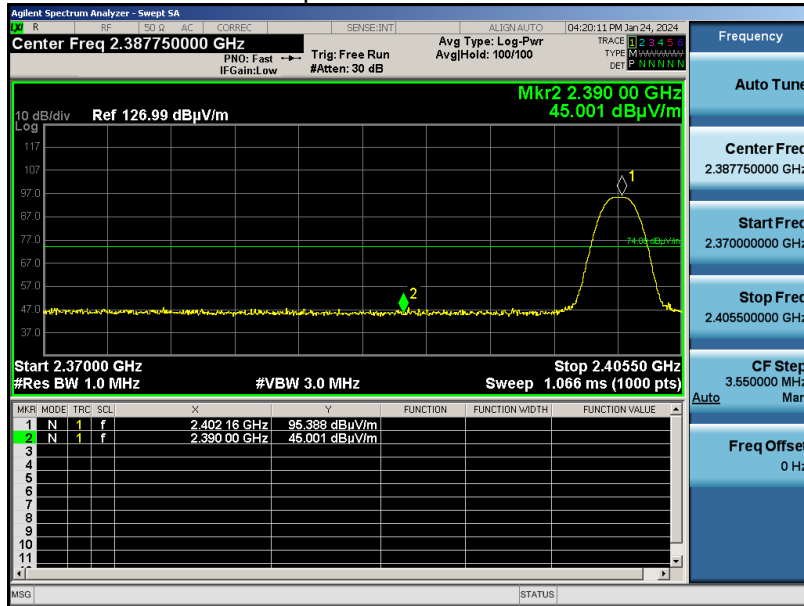 Agilent Spectrum Analyzer - Swept SA
LXI R RF 50 Ω AC CORREC SENSE:INT ALIGN AUTO 04:20:11 PM Jan 24, 2024
Center Freq 2.387750000 GHz
PNO: Fast
IFGain:Low
Trig: Free Run
#Atten: 30 dB
Avg Type: Log-Pwr
Avg|Hold: 100/100
TRACE 1 2 3 4 5 6
TYPE M
DET P N N N N N
Mkr2 2.390 00 GHz
45.001 dBµV/m
10 dB/div Ref 126.99 dBµV/m
Log
117
107
97.0
87.0
77.0
67.0
57.0
47.0
37.0
1
2
74.00 dBµV/m
Start 2.37000 GHz Stop 2.40550 GHz
#Res BW 1.0 MHz #VBW 3.0 MHz Sweep 1.066 ms (1000 pts)
MKR MODE TRC SCL X Y FUNCTION FUNCTION WIDTH FUNCTION VALUE
1 N 1 f 2.402 16 GHz 95.388 dBµV/m
2 N 1 f 2.390 00 GHz 45.001 dBµV/m
3
4
5
6
7
8
9
10
11
MSG STATUS
Frequency
Auto Tune
Center Freq
2.387750000 GHz
Start Freq
2.370000000 GHz
Stop Freq
2.405500000 GHz
CF Step
3.550000 MHz
Auto Man
Freq Offset
0 Hz